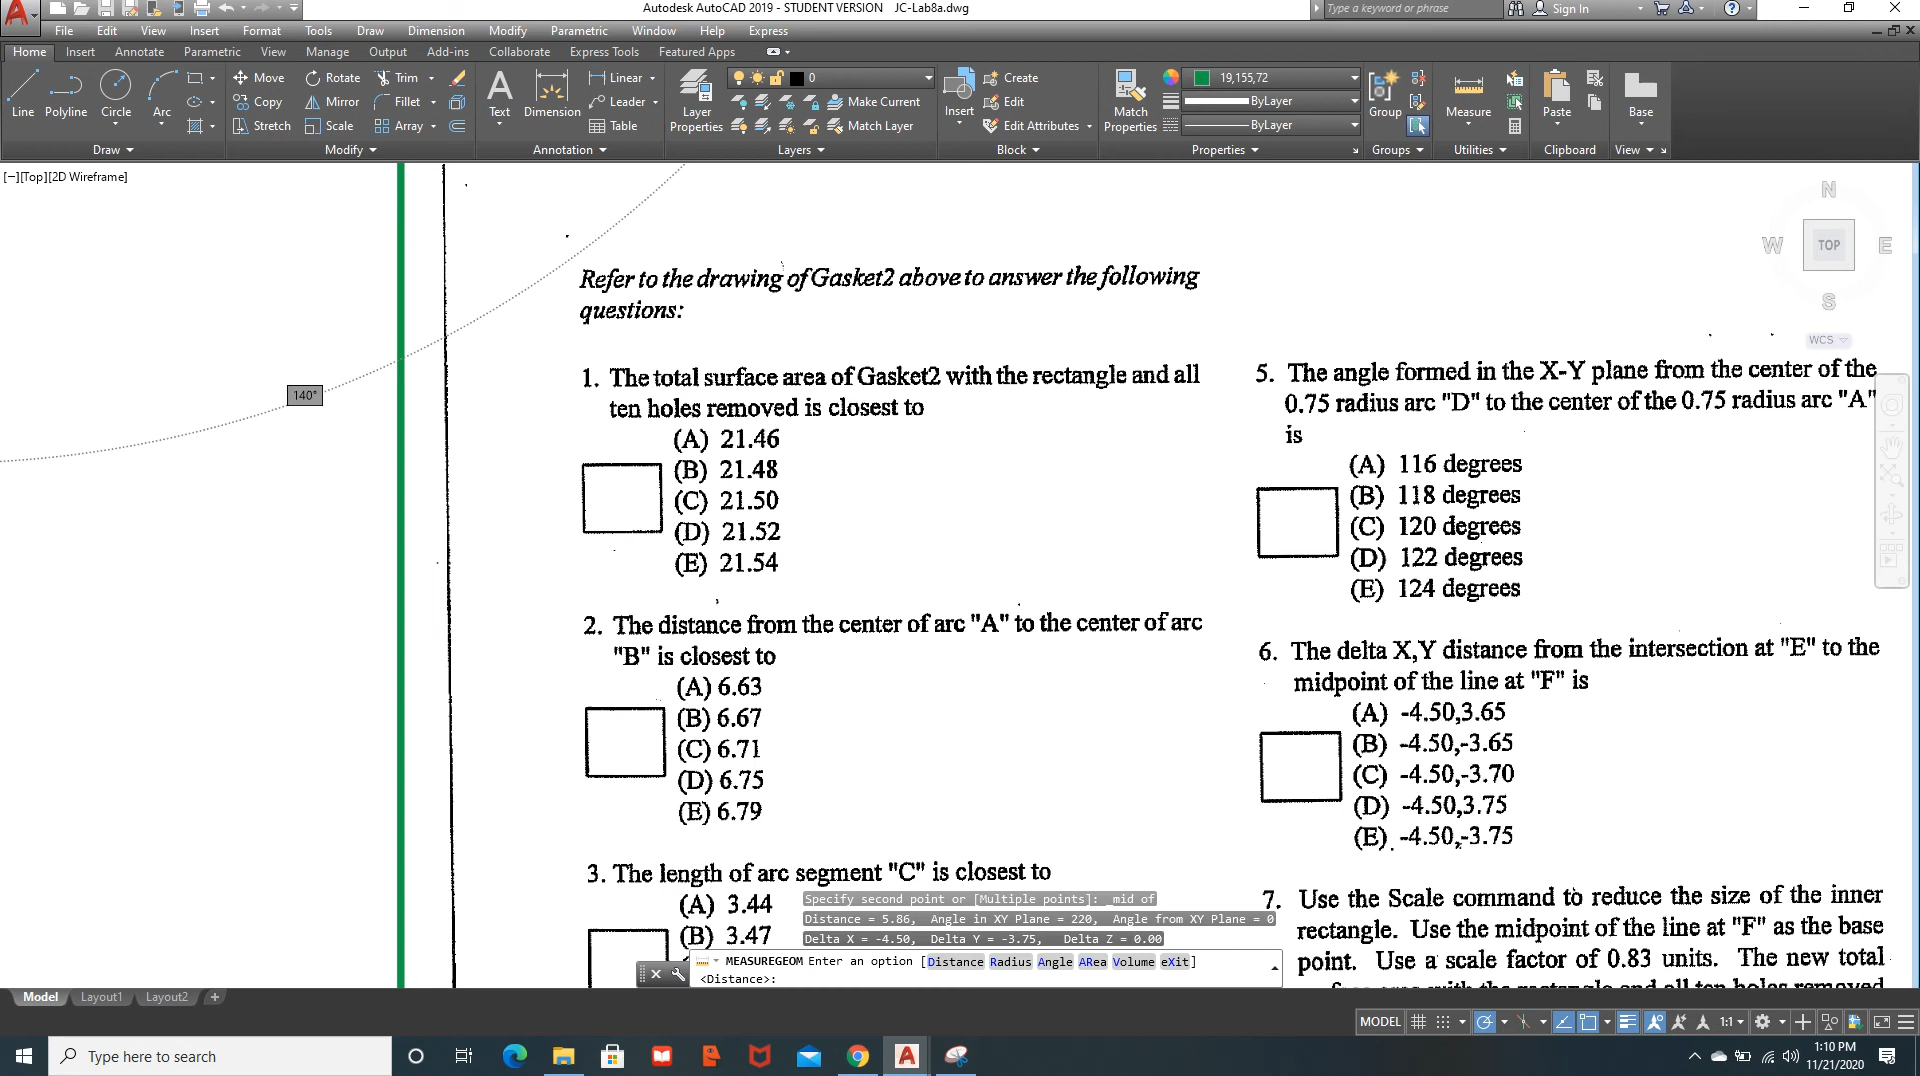 Autodesk AutoCAD 2019 - STUDENT VERSION JC-Lab8a.dwg
Type a keyword or phrase
Sign In
File Edit View Insert Format Tools Draw Dimension Modify Parametric Window Help Express
Home Insert Annotate Parametric View Manage Output Add-ins Collaborate Express Tools Featured Apps
Line Polyline Circle Arc
Move Rotate Trim
Copy Mirror Fillet
Stretch Scale Array
Text Dimension
Linear
Leader
Table
Layer Properties
0
Make Current
Match Layer
Insert
Create
Edit
Edit Attributes
Match Properties
19,155,72
ByLayer
ByLayer
Group
Measure
Paste
Base
Draw Modify Annotation Layers Block Properties Groups Utilities Clipboard View
[−][Top][2D Wireframe]
N
W TOP E
S
WCS
140°
Refer to the drawing of Gasket2 above to answer the following
questions:
1. The total surface area of Gasket2 with the rectangle and all
ten holes removed is closest to
(A) 21.46
(B) 21.48
(C) 21.50
(D) 21.52
(E) 21.54
2. The distance from the center of arc "A" to the center of arc
"B" is closest to
(A) 6.63
(B) 6.67
(C) 6.71
(D) 6.75
(E) 6.79
3. The length of arc segment "C" is closest to
(A) 3.44
(B) 3.47
5. The angle formed in the X-Y plane from the center of the
0.75 radius arc "D" to the center of the 0.75 radius arc "A"
is
(A) 116 degrees
(B) 118 degrees
(C) 120 degrees
(D) 122 degrees
(E) 124 degrees
6. The delta X,Y distance from the intersection at "E" to the
midpoint of the line at "F" is
(A) -4.50,3.65
(B) -4.50,-3.65
(C) -4.50,-3.70
(D) -4.50,3.75
(E) -4.50,-3.75
7. Use the Scale command to reduce the size of the inner
rectangle. Use the midpoint of the line at "F" as the base
point. Use a scale factor of 0.83 units. The new total
Specify second point or [Multiple points]: _mid of
Distance = 5.86, Angle in XY Plane = 220, Angle from XY Plane = 0
Delta X = -4.50, Delta Y = -3.75, Delta Z = 0.00
MEASUREGEOM Enter an option [Distance Radius Angle ARea Volume eXit]
<Distance>:
Model Layout1 Layout2 +
MODEL 1:1
Type here to search
1:10 PM
11/21/2020